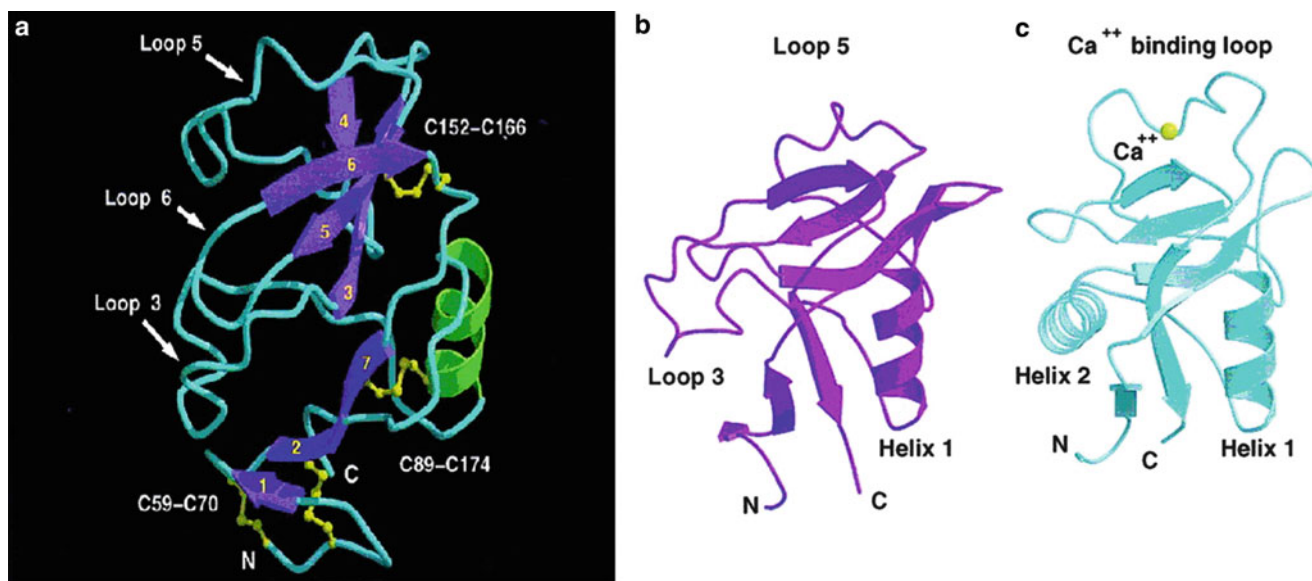 a
Loop 5
4
C152–C166
6
Loop 6
5
3
Loop 3
7
2
C
C89–C174
1
C59–C70
N
b
Loop 5
Loop 3
Helix 1
N
C
c
Ca++ binding loop
Ca++
Helix 2
N
C
Helix 1